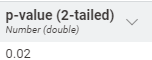 p-value (2-tailed)
Number (double)
0.02